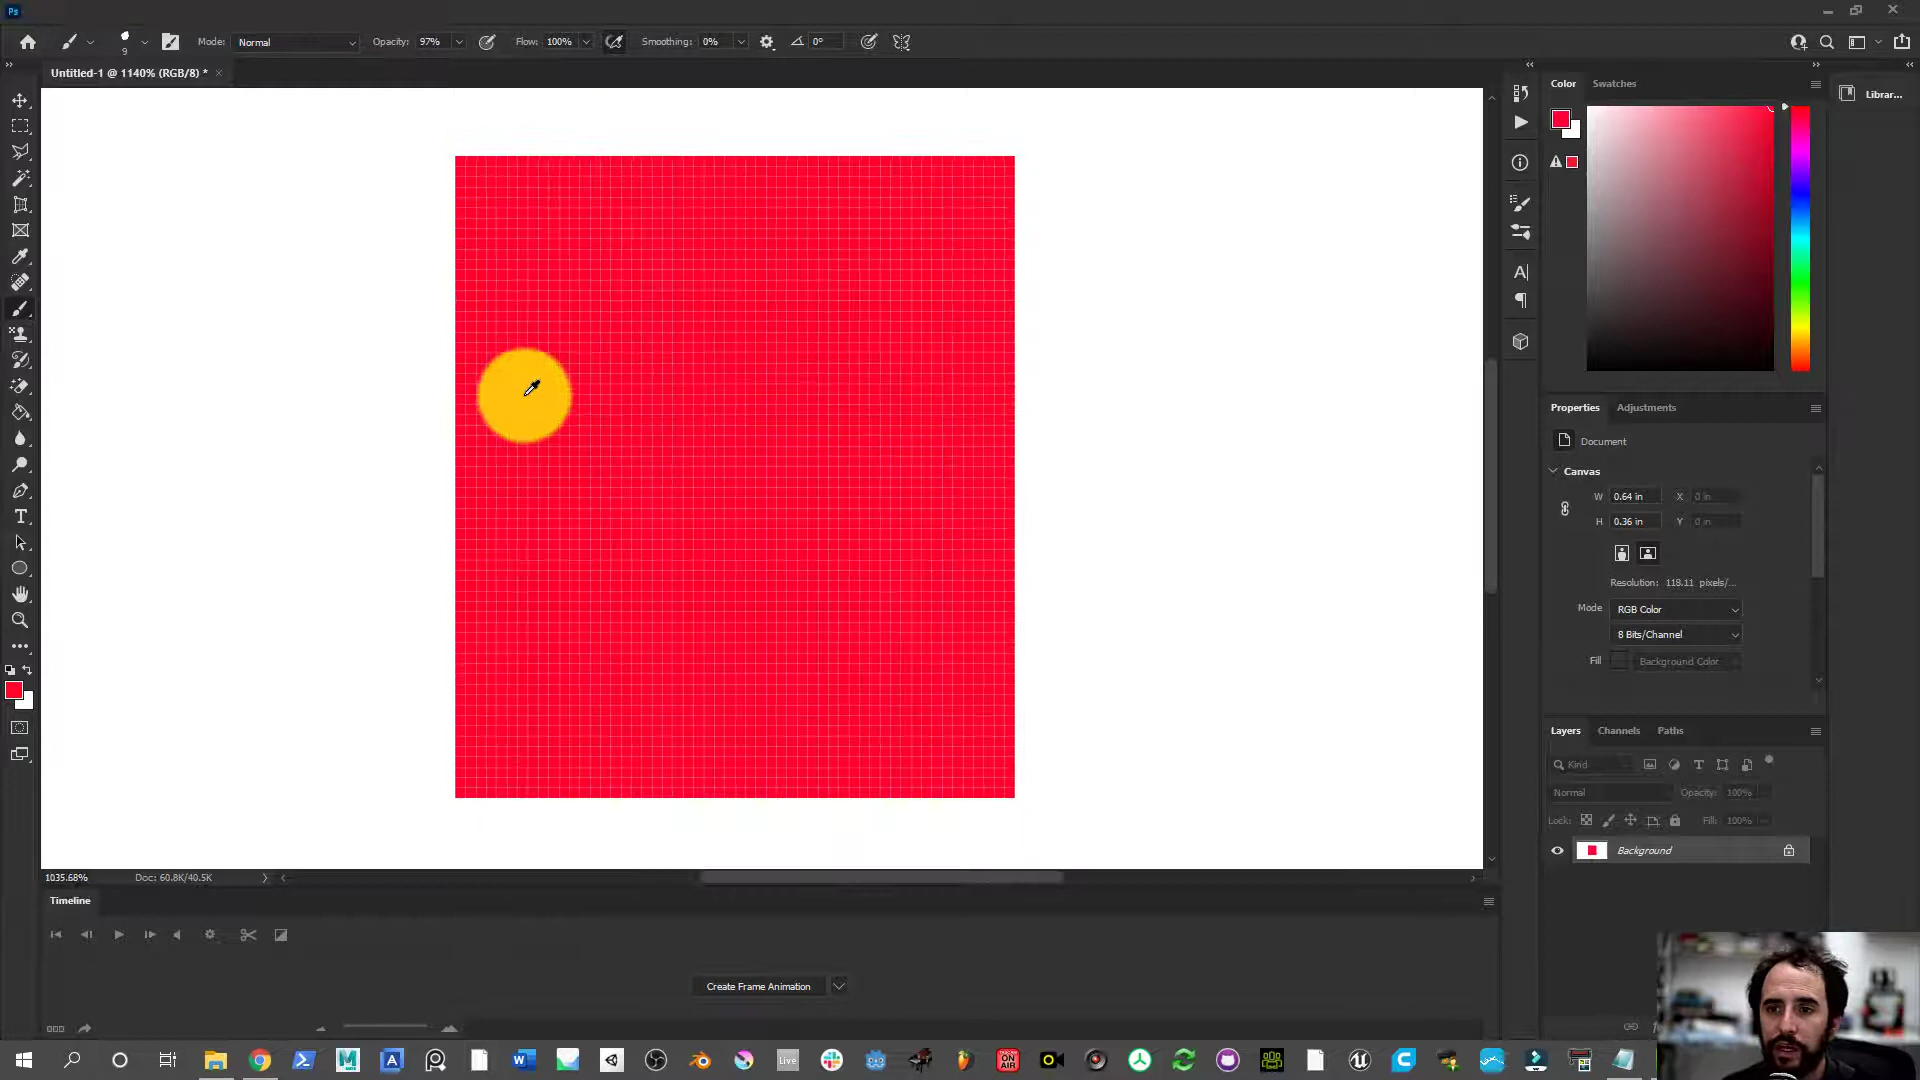 Ps
9
Mode: Normal
Opacity: 97%
Flow: 100%
Smoothing: 0%
0°
Untitled-1 @ 1140% (RGB/8) *
Color
Swatches
Librar...
Properties
Adjustments
Document
Canvas
W 0.64 in X 0 in
H 0.36 in Y 0 in
Resolution: 118.11 pixels/...
Mode RGB Color
8 Bits/Channel
Fill Background Color
Layers
Channels
Paths
Kind
Normal
Opacity: 100%
Lock:
Fill: 100%
Background
1035.68%
Doc: 60.8K/40.5K
Timeline
Create Frame Animation
Live
ON AIR